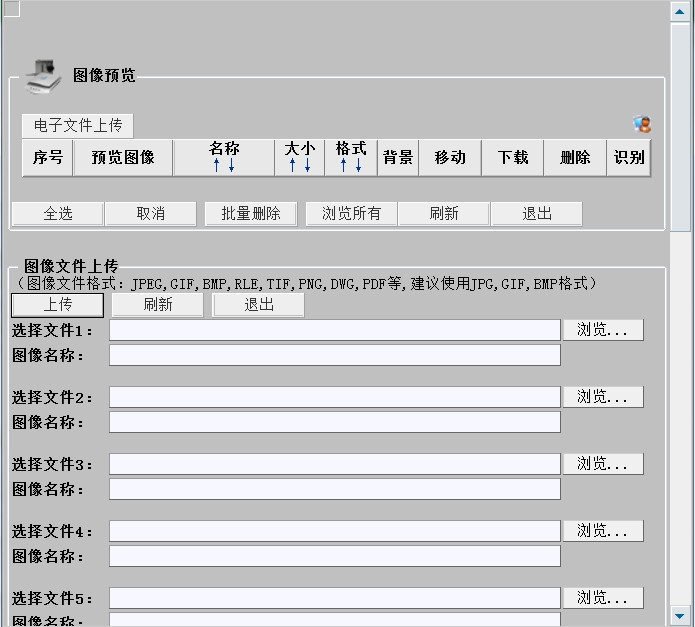 图像预览
电子文件上传
序号 预览图像 名称 大小 格式 背景 移动 下载 删除 识别
↑↓ ↑↓ ↑↓
全选 取消 批量删除 浏览所有 刷新 退出
图像文件上传
（图像文件格式：JPEG,GIF,BMP,RLE,TIF,PNG,DWG,PDF等,建议使用JPG,GIF,BMP格式）
上传 刷新 退出
选择文件1： 浏览...
图像名称：
选择文件2： 浏览...
图像名称：
选择文件3： 浏览...
图像名称：
选择文件4： 浏览...
图像名称：
选择文件5： 浏览...
图像名称：